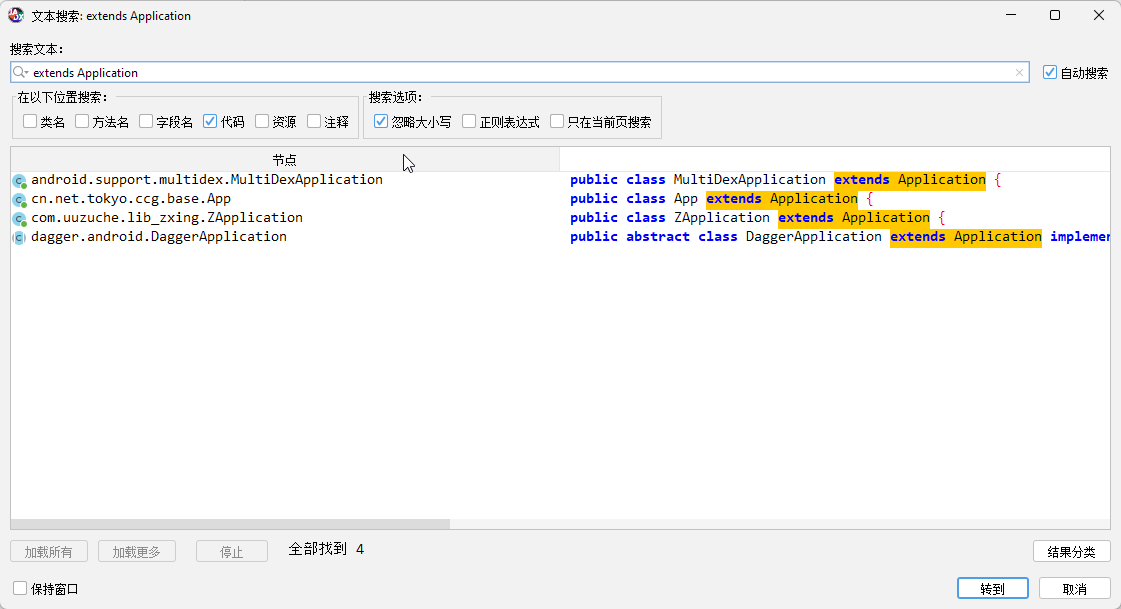 文本搜索: extends Application
搜索文本:
extends Application
自动搜索
在以下位置搜索:
类名 方法名 字段名 代码 资源 注释
搜索选项:
忽略大小写 正则表达式 只在当前页搜索
节点
android.support.multidex.MultiDexApplication public class MultiDexApplication extends Application {
cn.net.tokyo.ccg.base.App public class App extends Application {
com.uuzuche.lib_zxing.ZApplication public class ZApplication extends Application {
dagger.android.DaggerApplication public abstract class DaggerApplication extends Application implemen
加载所有 加载更多 停止 全部找到 4 结果分类
保持窗口 转到 取消